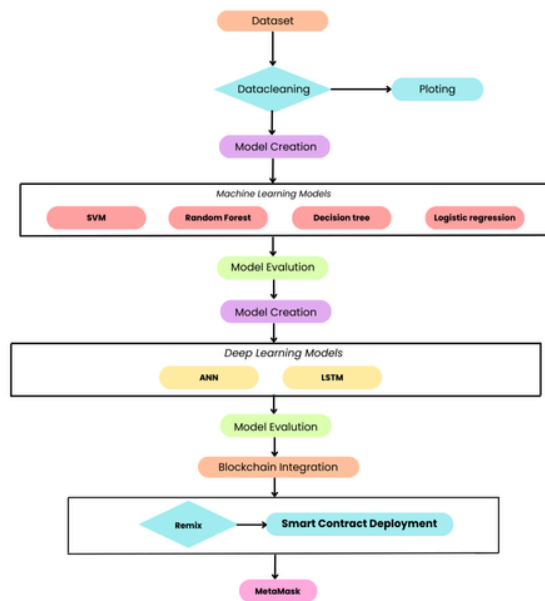 Dataset
Datacleaning
Ploting
Model Creation
Machine Learning Models
SVM
Random Forest
Decision tree
Logistic regression
Model Evalution
Model Creation
Deep Learning Models
ANN
LSTM
Model Evalution
Blockchain Integration
Remix
Smart Contract Deployment
MetaMask